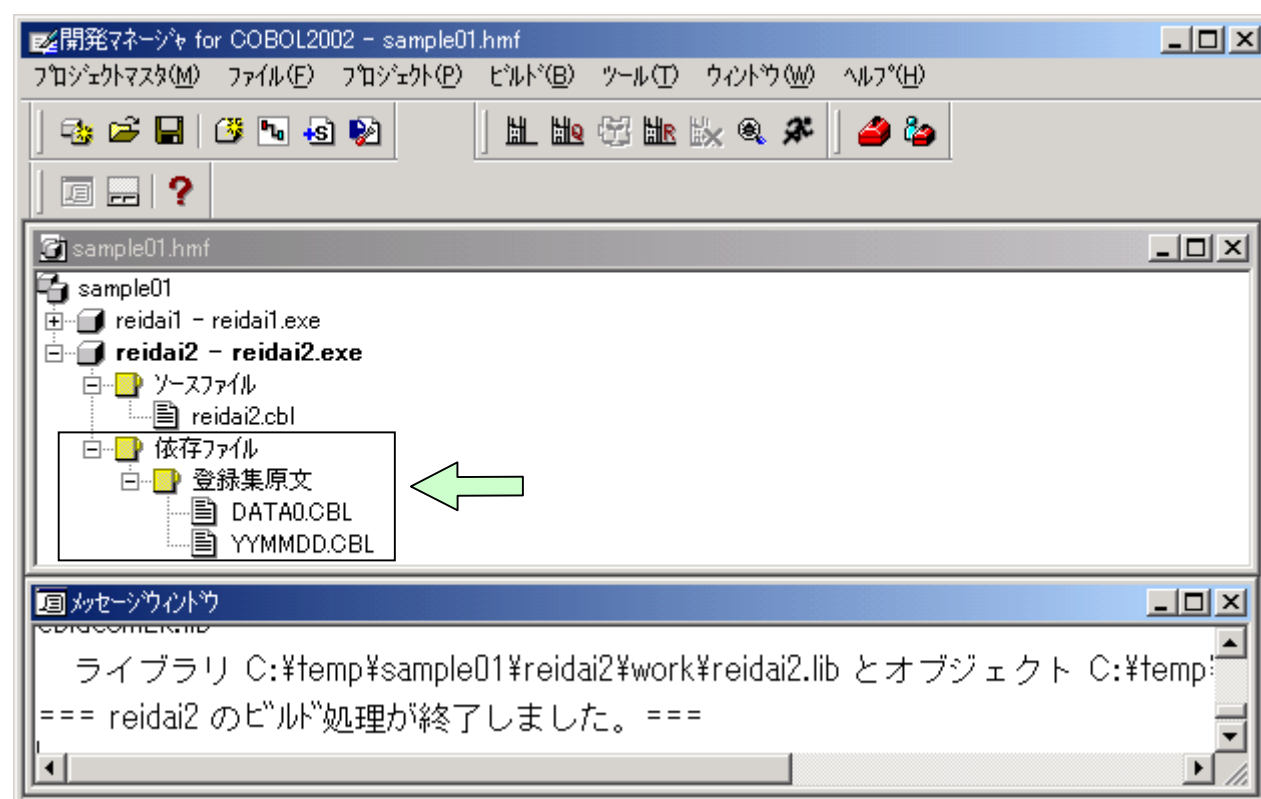 開発ﾏﾈｰｼﾞｬ for COBOL2002 - sample01.hmf
ﾌﾟﾛｼﾞｪｸﾄﾏｽﾀ(M) ﾌｧｲﾙ(F) ﾌﾟﾛｼﾞｪｸﾄ(P) ﾋﾞﾙﾄﾞ(B) ﾂｰﾙ(T) ｳｨﾝﾄﾞｳ(W) ﾍﾙﾌﾟ(H)
sample01.hmf
sample01
reidai1 - reidai1.exe
reidai2 - reidai2.exe
ｿｰｽﾌｧｲﾙ
reidai2.cbl
依存ﾌｧｲﾙ
登録集原文
DATA0.CBL
YYMMDD.CBL
ﾒｯｾｰｼﾞｳｨﾝﾄﾞｳ
ライブラリ C:¥temp¥sample01¥reidai2¥work¥reidai2.lib とオブジェクト C:¥temp
=== reidai2 のﾋﾞﾙﾄﾞ処理が終了しました。===